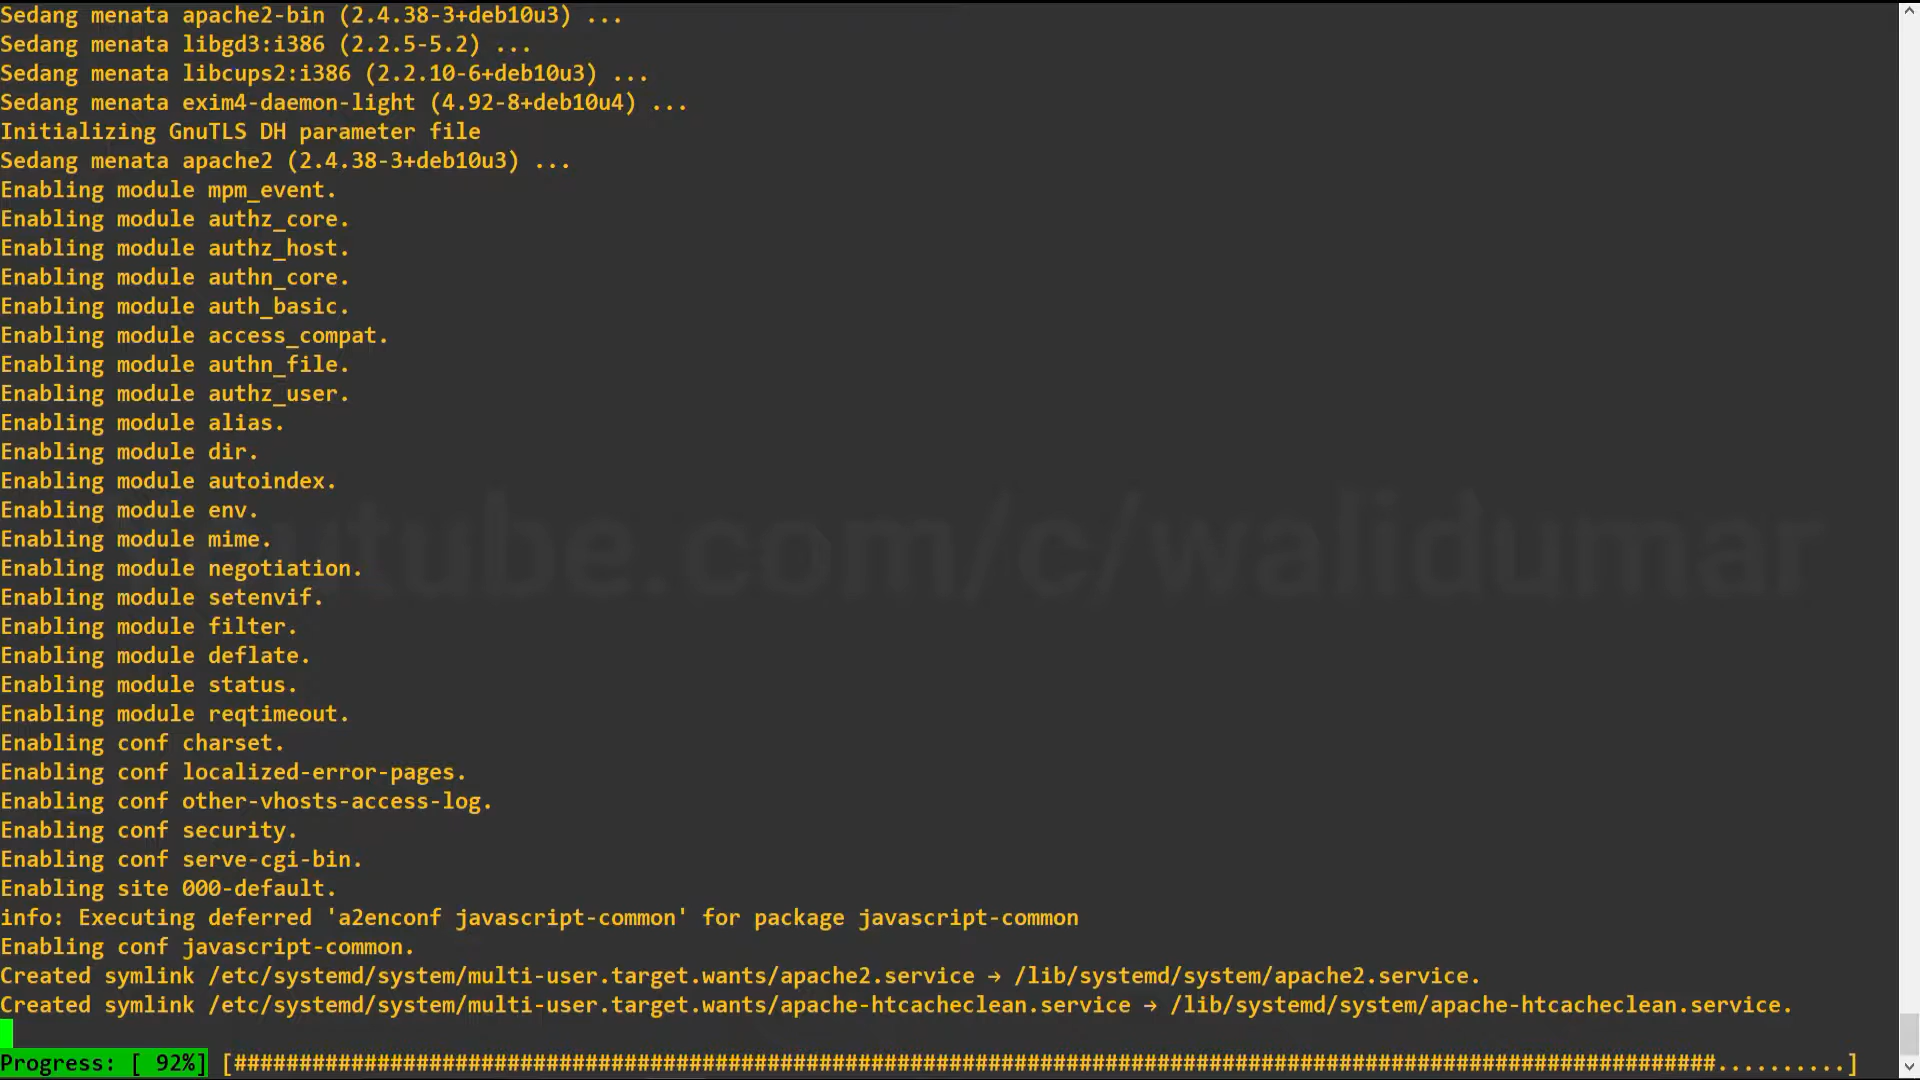 Sedang menata apache2-bin (2.4.38-3+deb10u3) ...
Sedang menata libgd3:i386 (2.2.5-5.2) ...
Sedang menata libcups2:i386 (2.2.10-6+deb10u3) ...
Sedang menata exim4-daemon-light (4.92-8+deb10u4) ...
Initializing GnuTLS DH parameter file
Sedang menata apache2 (2.4.38-3+deb10u3) ...
Enabling module mpm_event.
Enabling module authz_core.
Enabling module authz_host.
Enabling module authn_core.
Enabling module auth_basic.
Enabling module access_compat.
Enabling module authn_file.
Enabling module authz_user.
Enabling module alias.
Enabling module dir.
Enabling module autoindex.
Enabling module env.
Enabling module mime.
Enabling module negotiation.
Enabling module setenvif.
Enabling module filter.
Enabling module deflate.
Enabling module status.
Enabling module reqtimeout.
Enabling conf charset.
Enabling conf localized-error-pages.
Enabling conf other-vhosts-access-log.
Enabling conf security.
Enabling conf serve-cgi-bin.
Enabling site 000-default.
info: Executing deferred 'a2enconf javascript-common' for package javascript-common
Enabling conf javascript-common.
Created symlink /etc/systemd/system/multi-user.target.wants/apache2.service → /lib/systemd/system/apache2.service.
Created symlink /etc/systemd/system/multi-user.target.wants/apache-htcacheclean.service → /lib/systemd/system/apache-htcacheclean.service.
Progress: [ 92%] [##################################################################################################################..........]
utube.com/c/walidumar